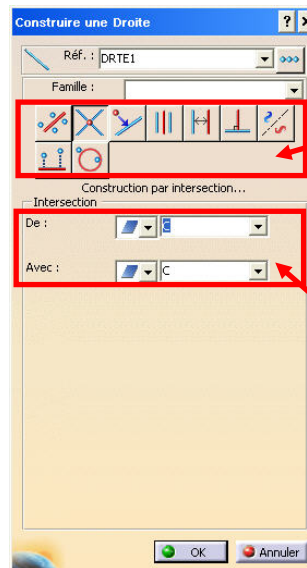 Construire une Droite
Réf. : DRTE1
Famille :
Construction par intersection...
Intersection
De : C
Avec : C
OK Annuler